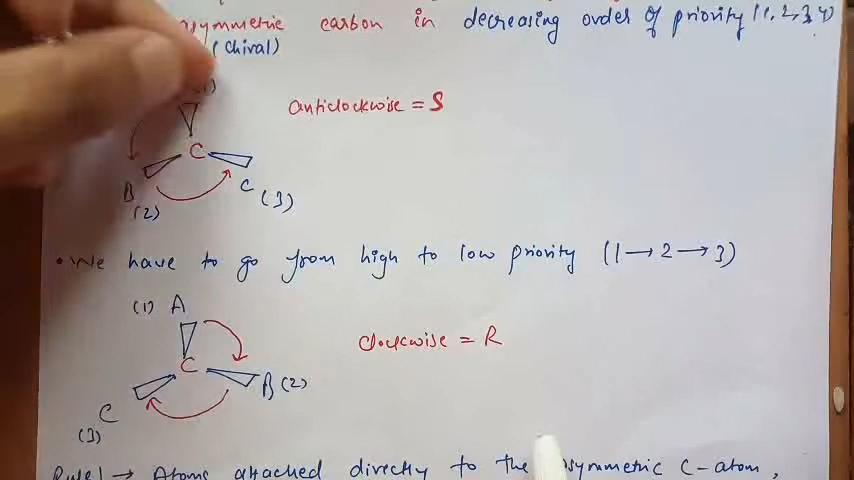 symmetric carbon in decreasing order of priority (1, 2, 3, 4)
(chiral)
anticlockwise = S
C
B
(2)
C (3)
• We have to go from high to low priority (1 → 2 → 3)
(1) A
clockwise = R
C
B (2)
C
(3)
Rule 1 → Atoms attached directly to the asymmetric C-atom,